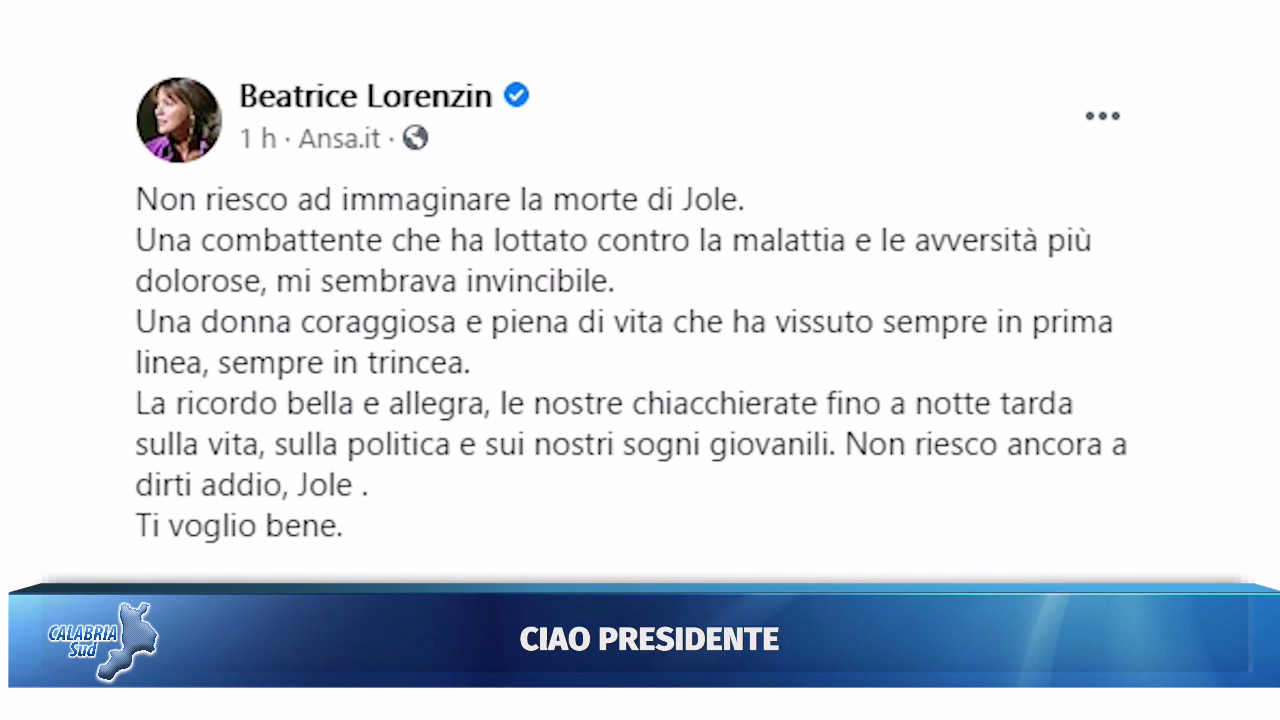 Beatrice Lorenzin
1 h · Ansa.it ·
Non riesco ad immaginare la morte di Jole.
Una combattente che ha lottato contro la malattia e le avversità più
dolorose, mi sembrava invincibile.
Una donna coraggiosa e piena di vita che ha vissuto sempre in prima
linea, sempre in trincea.
La ricordo bella e allegra, le nostre chiacchierate fino a notte tarda
sulla vita, sulla politica e sui nostri sogni giovanili. Non riesco ancora a
dirti addio, Jole .
Ti voglio bene.
CALABRIA
Sud
CIAO PRESIDENTE